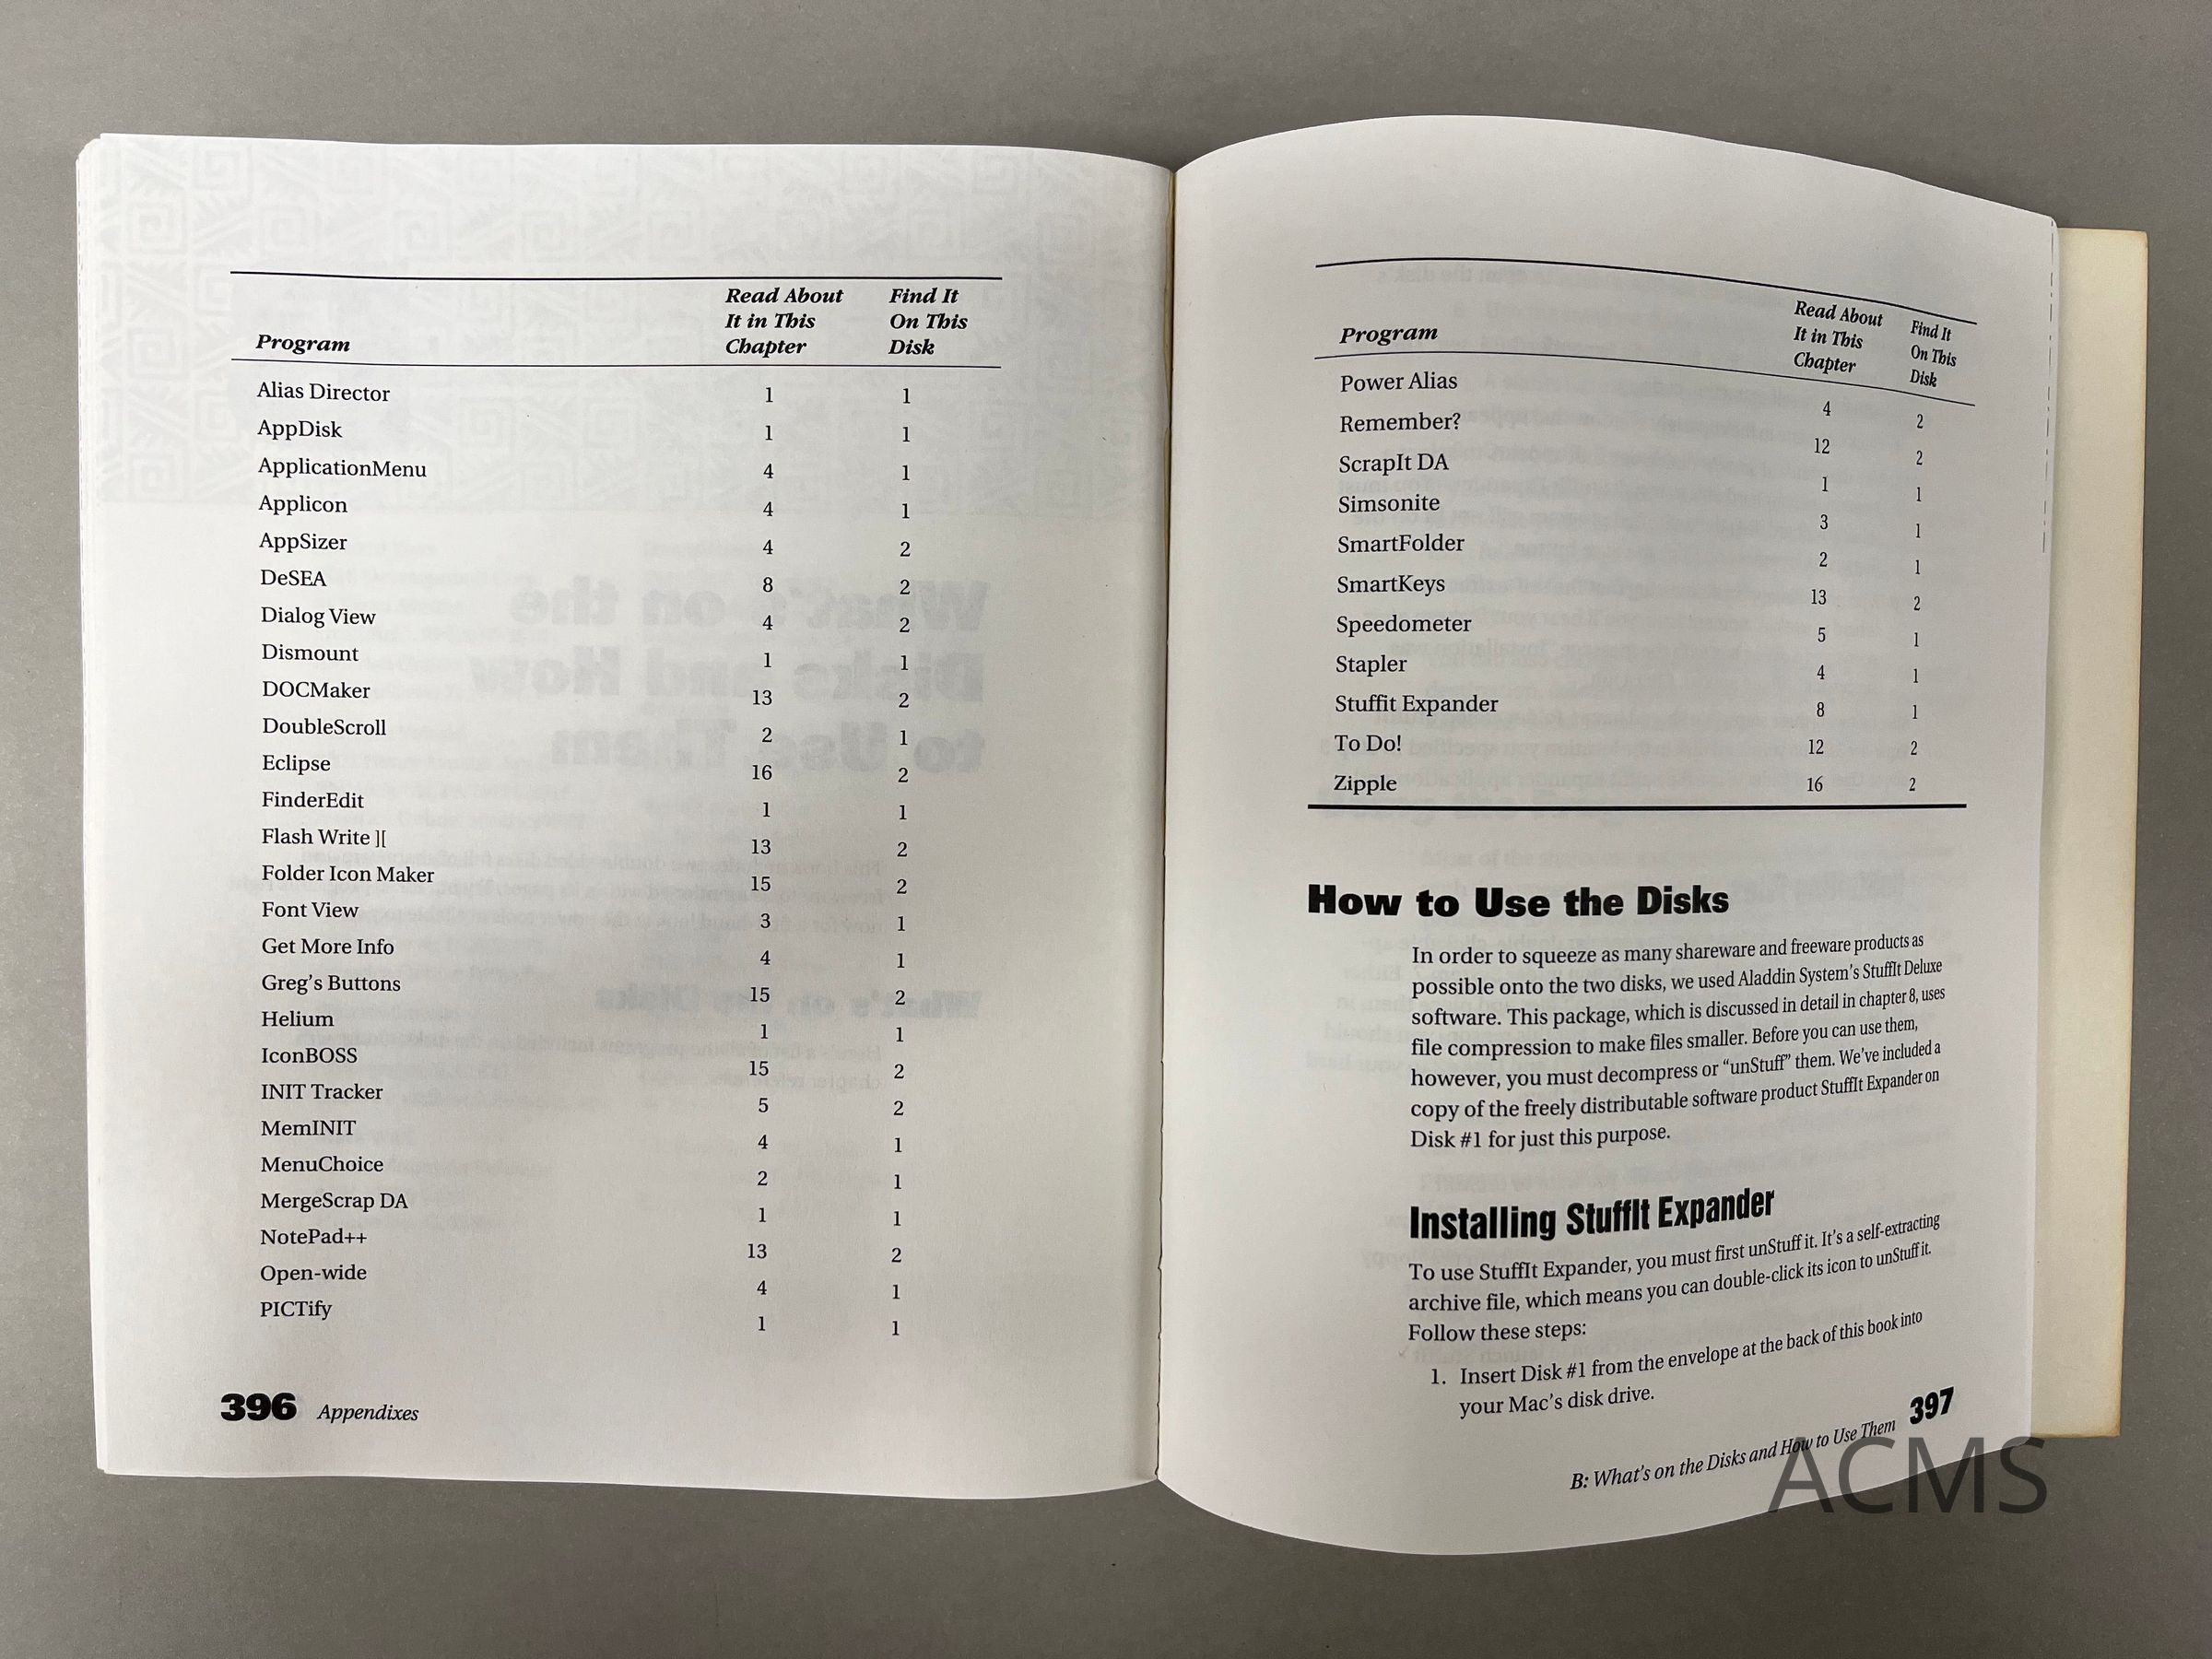 Program Read About It in This Chapter Find It On This Disk
Alias Director 1 1
AppDisk 1 1
ApplicationMenu 4 1
Applicon 4 1
AppSizer 4 2
DeSEA 8 2
Dialog View 4 2
Dismount 1 1
DOCMaker 13 2
DoubleScroll 2 1
Eclipse 16 2
FinderEdit 1 1
Flash Write ][ 13 2
Folder Icon Maker 15 2
Font View 3 1
Get More Info 4 1
Greg's Buttons 15 2
Helium 1 1
IconBOSS 15 2
INIT Tracker 5 2
MemINIT 4 1
MenuChoice 2 1
MergeScrap DA 1 1
NotePad++ 13 2
Open-wide 4 1
PICTify 1 1
396 Appendixes
Program Read About It in This Chapter Find It On This Disk
Power Alias 4 2
Remember? 12 2
ScrapIt DA 1 1
Simsonite 3 1
SmartFolder 2 1
SmartKeys 13 2
Speedometer 5 1
Stapler 4 1
Stuffit Expander 8 1
To Do! 12 2
Zipple 16 2
How to Use the Disks
In order to squeeze as many shareware and freeware products as
possible onto the two disks, we used Aladdin System's StuffIt Deluxe
software. This package, which is discussed in detail in chapter 8, uses
file compression to make files smaller. Before you can use them,
however, you must decompress or “unStuff” them. We've included a
copy of the freely distributable software product StuffIt Expander on
Disk #1 for just this purpose.
Installing StuffIt Expander
To use StuffIt Expander, you must first unStuff it. It's a self-extracting
archive file, which means you can double-click its icon to unStuff it.
Follow these steps:
1. Insert Disk #1 from the envelope at the back of this book into
your Mac's disk drive.
B: What's on the Disks and How to Use Them 397
ACMS